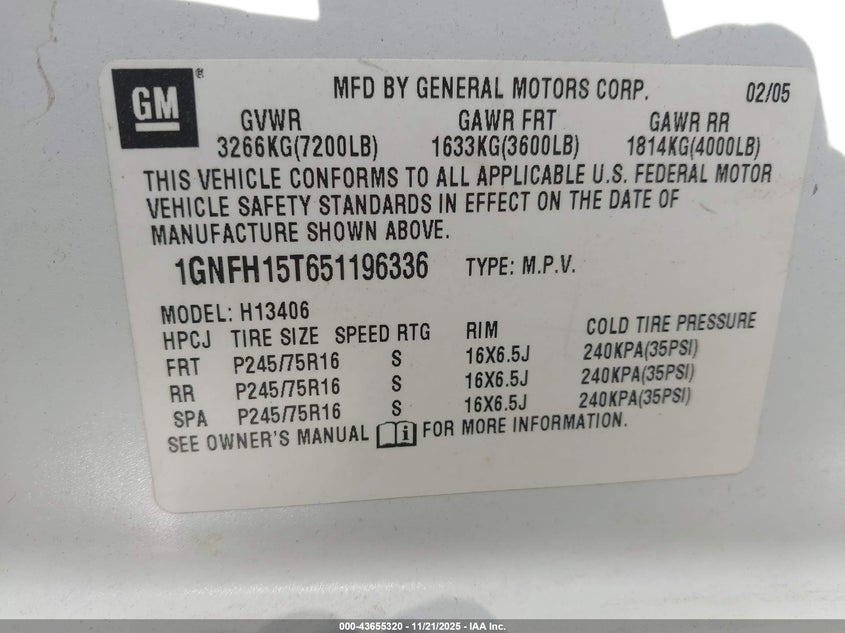 GM® MFD BY GENERAL MOTORS CORP. 02/05
GVWR GAWR FRT GAWR RR
3266KG(7200LB) 1633KG(3600LB) 1814KG(4000LB)
THIS VEHICLE CONFORMS TO ALL APPLICABLE U.S. FEDERAL MOTOR
VEHICLE SAFETY STANDARDS IN EFFECT ON THE DATE OF
MANUFACTURE SHOWN ABOVE.
1GNFH15T651196336 TYPE: M.P.V.
MODEL: H13406
HPCJ TIRE SIZE SPEED RTG RIM COLD TIRE PRESSURE
FRT P245/75R16 S 16X6.5J 240KPA(35PSI)
RR P245/75R16 S 16X6.5J 240KPA(35PSI)
SPA P245/75R16 S 16X6.5J 240KPA(35PSI)
SEE OWNER'S MANUAL i FOR MORE INFORMATION.
000-43655320 - 11/21/2025 - IAA Inc.